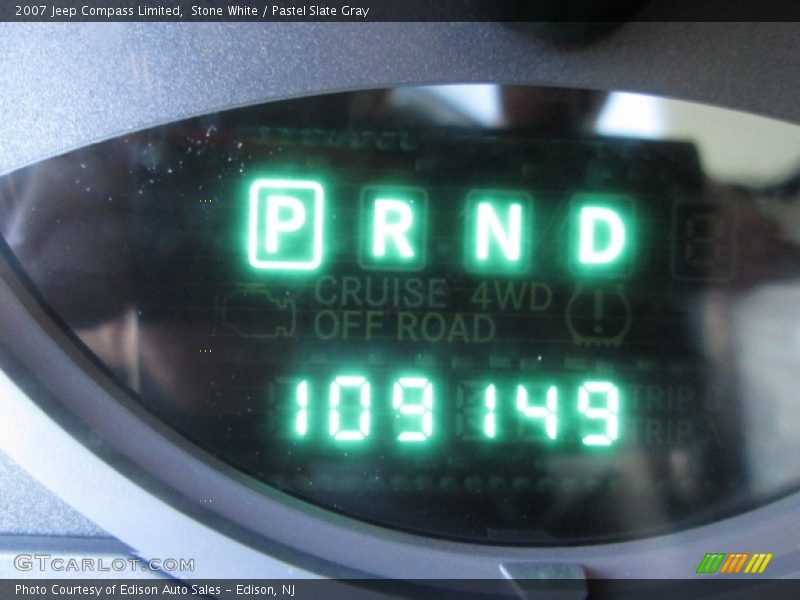 2007 Jeep Compass Limited,  Stone White / Pastel Slate Gray
P R N D
CRUISE 4WD
OFF ROAD
109149
TRIP
TRIP
GTCARLOT.COM
Photo Courtesy of Edison Auto Sales – Edison, NJ